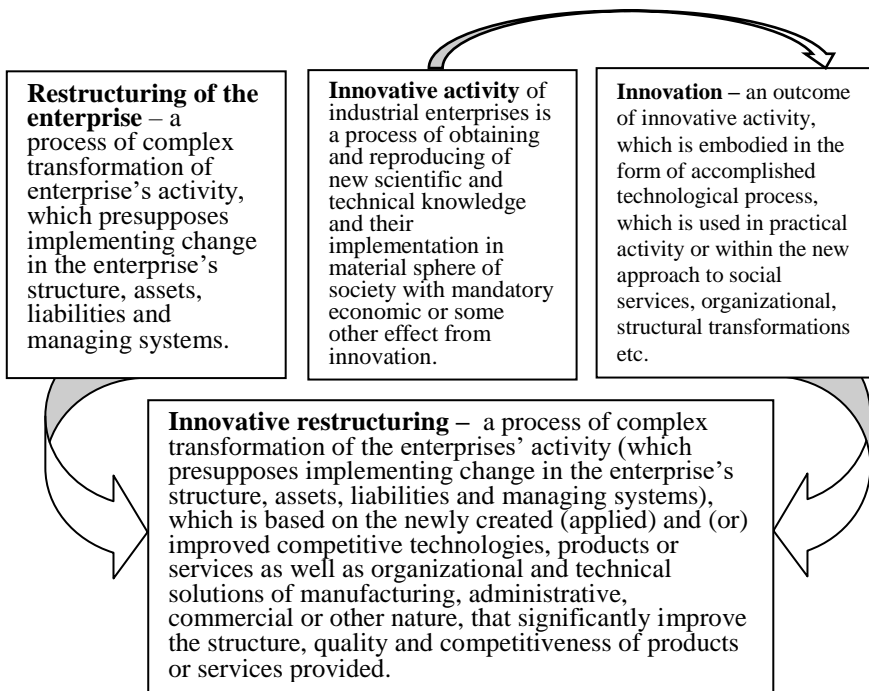 Restructuring of the
enterprise – a
process of complex
transformation of
enterprise’s activity,
which presupposes
implementing change
in the enterprise’s
structure, assets,
liabilities and
managing systems.
Innovative activity of
industrial enterprises is
a process of obtaining
and reproducing of
new scientific and
technical knowledge
and their
implementation in
material sphere of
society with mandatory
economic or some
other effect from
innovation.
Innovation – an outcome
of innovative activity,
which is embodied in the
form of accomplished
technological process,
which is used in practical
activity or within the new
approach to social
services, organizational,
structural transformations
etc.
Innovative restructuring – a process of complex
transformation of the enterprises’ activity (which
presupposes implementing change in the enterprise’s
structure, assets, liabilities and managing systems),
which is based on the newly created (applied) and (or)
improved competitive technologies, products or
services as well as organizational and technical
solutions of manufacturing, administrative,
commercial or other nature, that significantly improve
the structure, quality and competitiveness of products
or services provided.